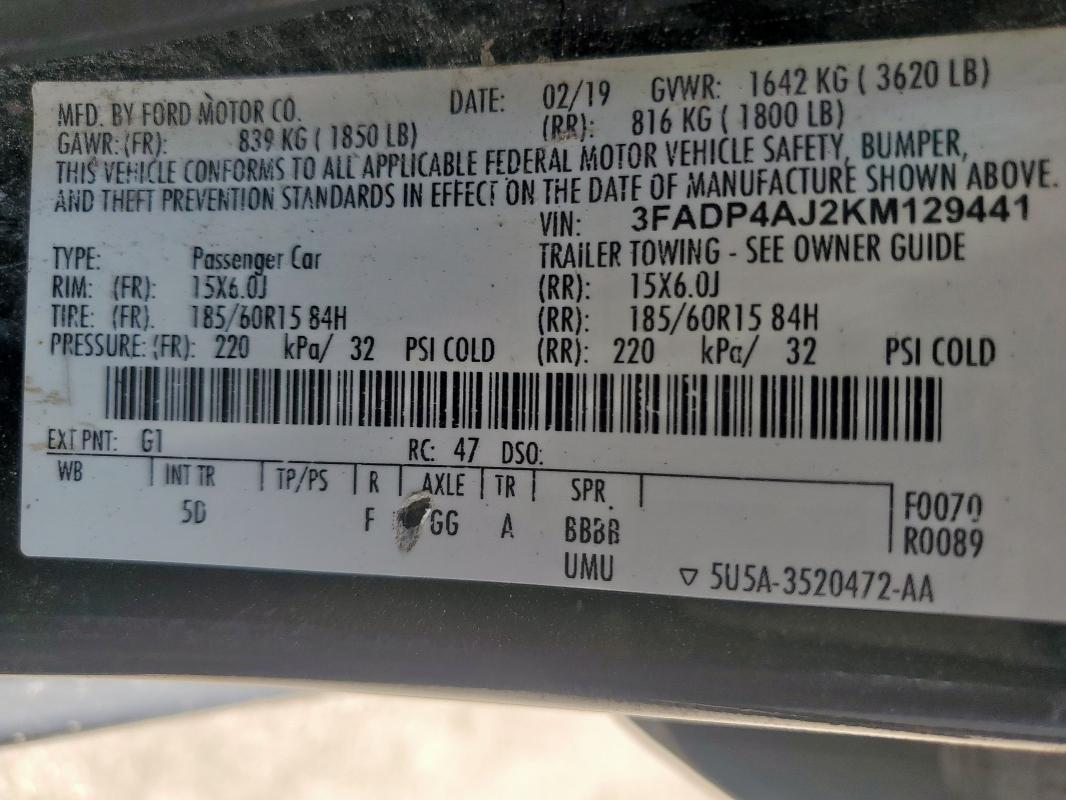 MFD. BY FORD MOTOR CO. DATE: 02/19 GVWR: 1642 KG ( 3620 LB)
GAWR: (FR): 839 KG ( 1850 LB) (RR): 816 KG ( 1800 LB)
THIS VEHICLE CONFORMS TO ALL APPLICABLE FEDERAL MOTOR VEHICLE SAFETY, BUMPER,
AND THEFT PREVENTION STANDARDS IN EFFECT ON THE DATE OF MANUFACTURE SHOWN ABOVE.
VIN: 3FADP4AJ2KM129441
TYPE: Passenger Car TRAILER TOWING - SEE OWNER GUIDE
RIM: (FR): 15X6.0J (RR): 15X6.0J
TIRE: (FR). 185/60R15 84H (RR): 185/60R15 84H
PRESSURE: (FR): 220 kPa/ 32 PSI COLD (RR): 220 kPa/ 32 PSI COLD
EXT PNT: G1 RC: 47 DSO:
WB INT TR TP/PS R AXLE TR SPR
5D F GG A BBBB F0070
UMU R0089
5U5A-3520472-AA